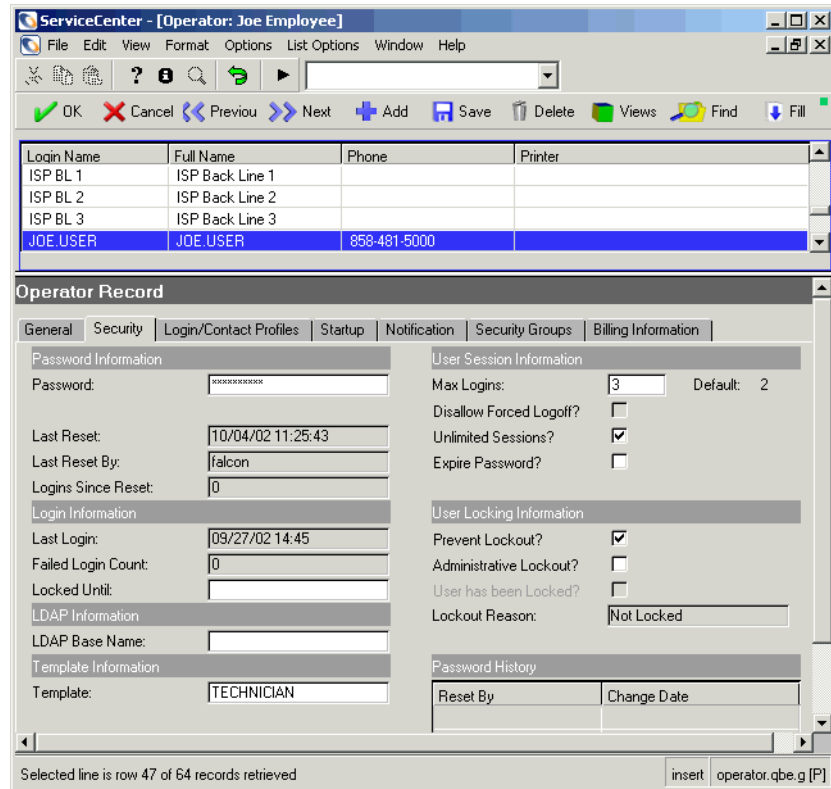 ServiceCenter - [Operator: Joe Employee]
File Edit View Format Options List Options Window Help
OK Cancel Previou Next Add Save Delete Views Find Fill
Login Name Full Name Phone Printer
ISP BL 1 ISP Back Line 1
ISP BL 2 ISP Back Line 2
ISP BL 3 ISP Back Line 3
JOE.USER JOE.USER 858-481-5000
Operator Record
General Security Login/Contact Profiles Startup Notification Security Groups Billing Information
Password Information
Password: **********
Last Reset: 10/04/02 11:25:43
Last Reset By: falcon
Logins Since Reset: 0
Login Information
Last Login: 09/27/02 14:45
Failed Login Count: 0
Locked Until:
LDAP Information
LDAP Base Name:
Template Information
Template: TECHNICIAN
User Session Information
Max Logins: 3 Default: 2
Disallow Forced Logoff?
Unlimited Sessions?
Expire Password?
User Locking Information
Prevent Lockout?
Administrative Lockout?
User has been Locked?
Lockout Reason: Not Locked
Password History
Reset By Change Date
Selected line is row 47 of 64 records retrieved
insert operator.qbe.g [P]